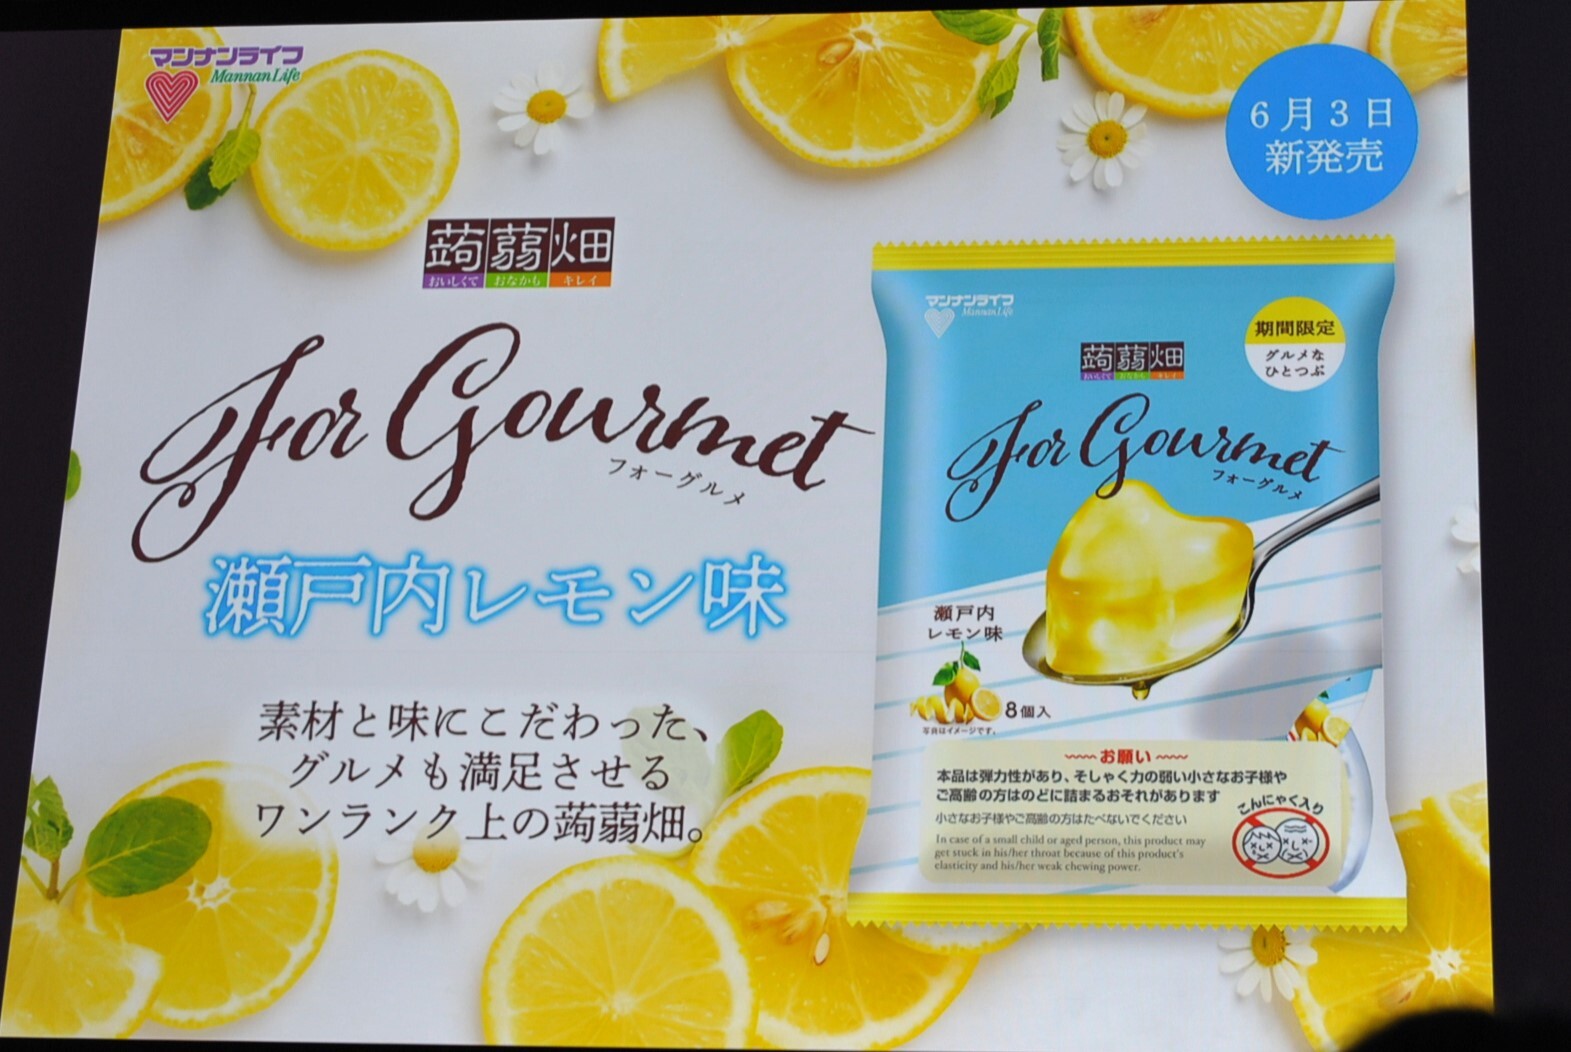 マンナンライフ
Mannan Life
6月3日
新発売
蒟蒻畑
おいしくて おなかも キレイ
For Gourmet
フォーグルメ
瀬戸内レモン味
素材と味にこだわった、
グルメも満足させる
ワンランク上の蒟蒻畑。
マンナンライフ
Mannan Life
期間限定
グルメな
ひとつぶ
蒟蒻畑
おいしくて おなかも キレイ
For Gourmet
フォーグルメ
瀬戸内
レモン味
8個入
写真はイメージです。
お願い
本品は弾力性があり、そしゃく力の弱い小さなお子様や
ご高齢の方はのどに詰まるおそれがあります
小さなお子様やご高齢の方はたべないでください
In case of a small child or aged person, this product may
get stuck in his/her throat because of this product's
elasticity and his/her weak chewing power.
こんにゃく入り